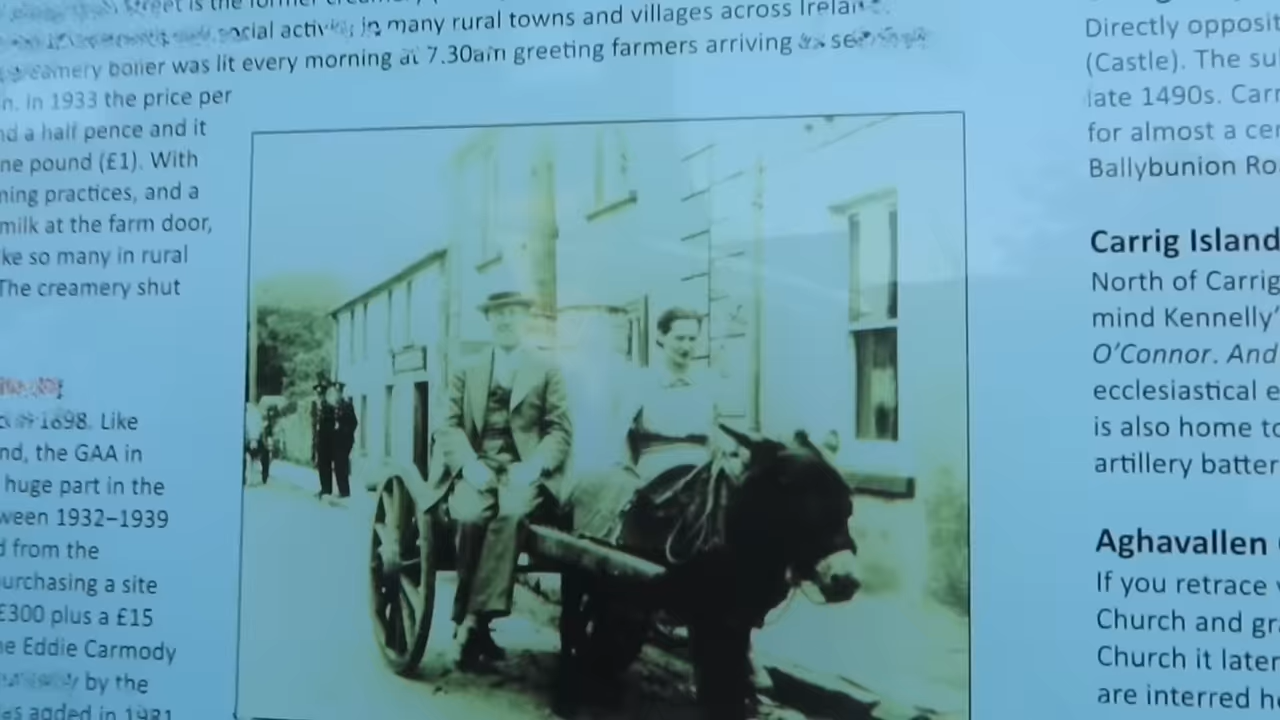 Street is the former
social activity in many rural towns and villages across
creamery boiler was lit every morning at 7.30am greeting farmers arriving
n. In 1933 the price per
nd a half pence and it
ne pound (£1). With
ning practices, and a
milk at the farm door,
ke so many in rural
The creamery shut
1898. Like
nd, the GAA in
huge part in the
ween 1932–1939
d from the
urchasing a site
£300 plus a £15
ne Eddie Carmody
by the
added in 1981
Directly opposit
(Castle). The su
late 1490s. Carr
for almost a cen
Ballybunion Ro
Carrig Island
North of Carrig
mind Kennelly'
O'Connor. And
ecclesiastical e
is also home to
artillery batter
Aghavallen
If you retrace
Church and gr
Church it later
are interred h